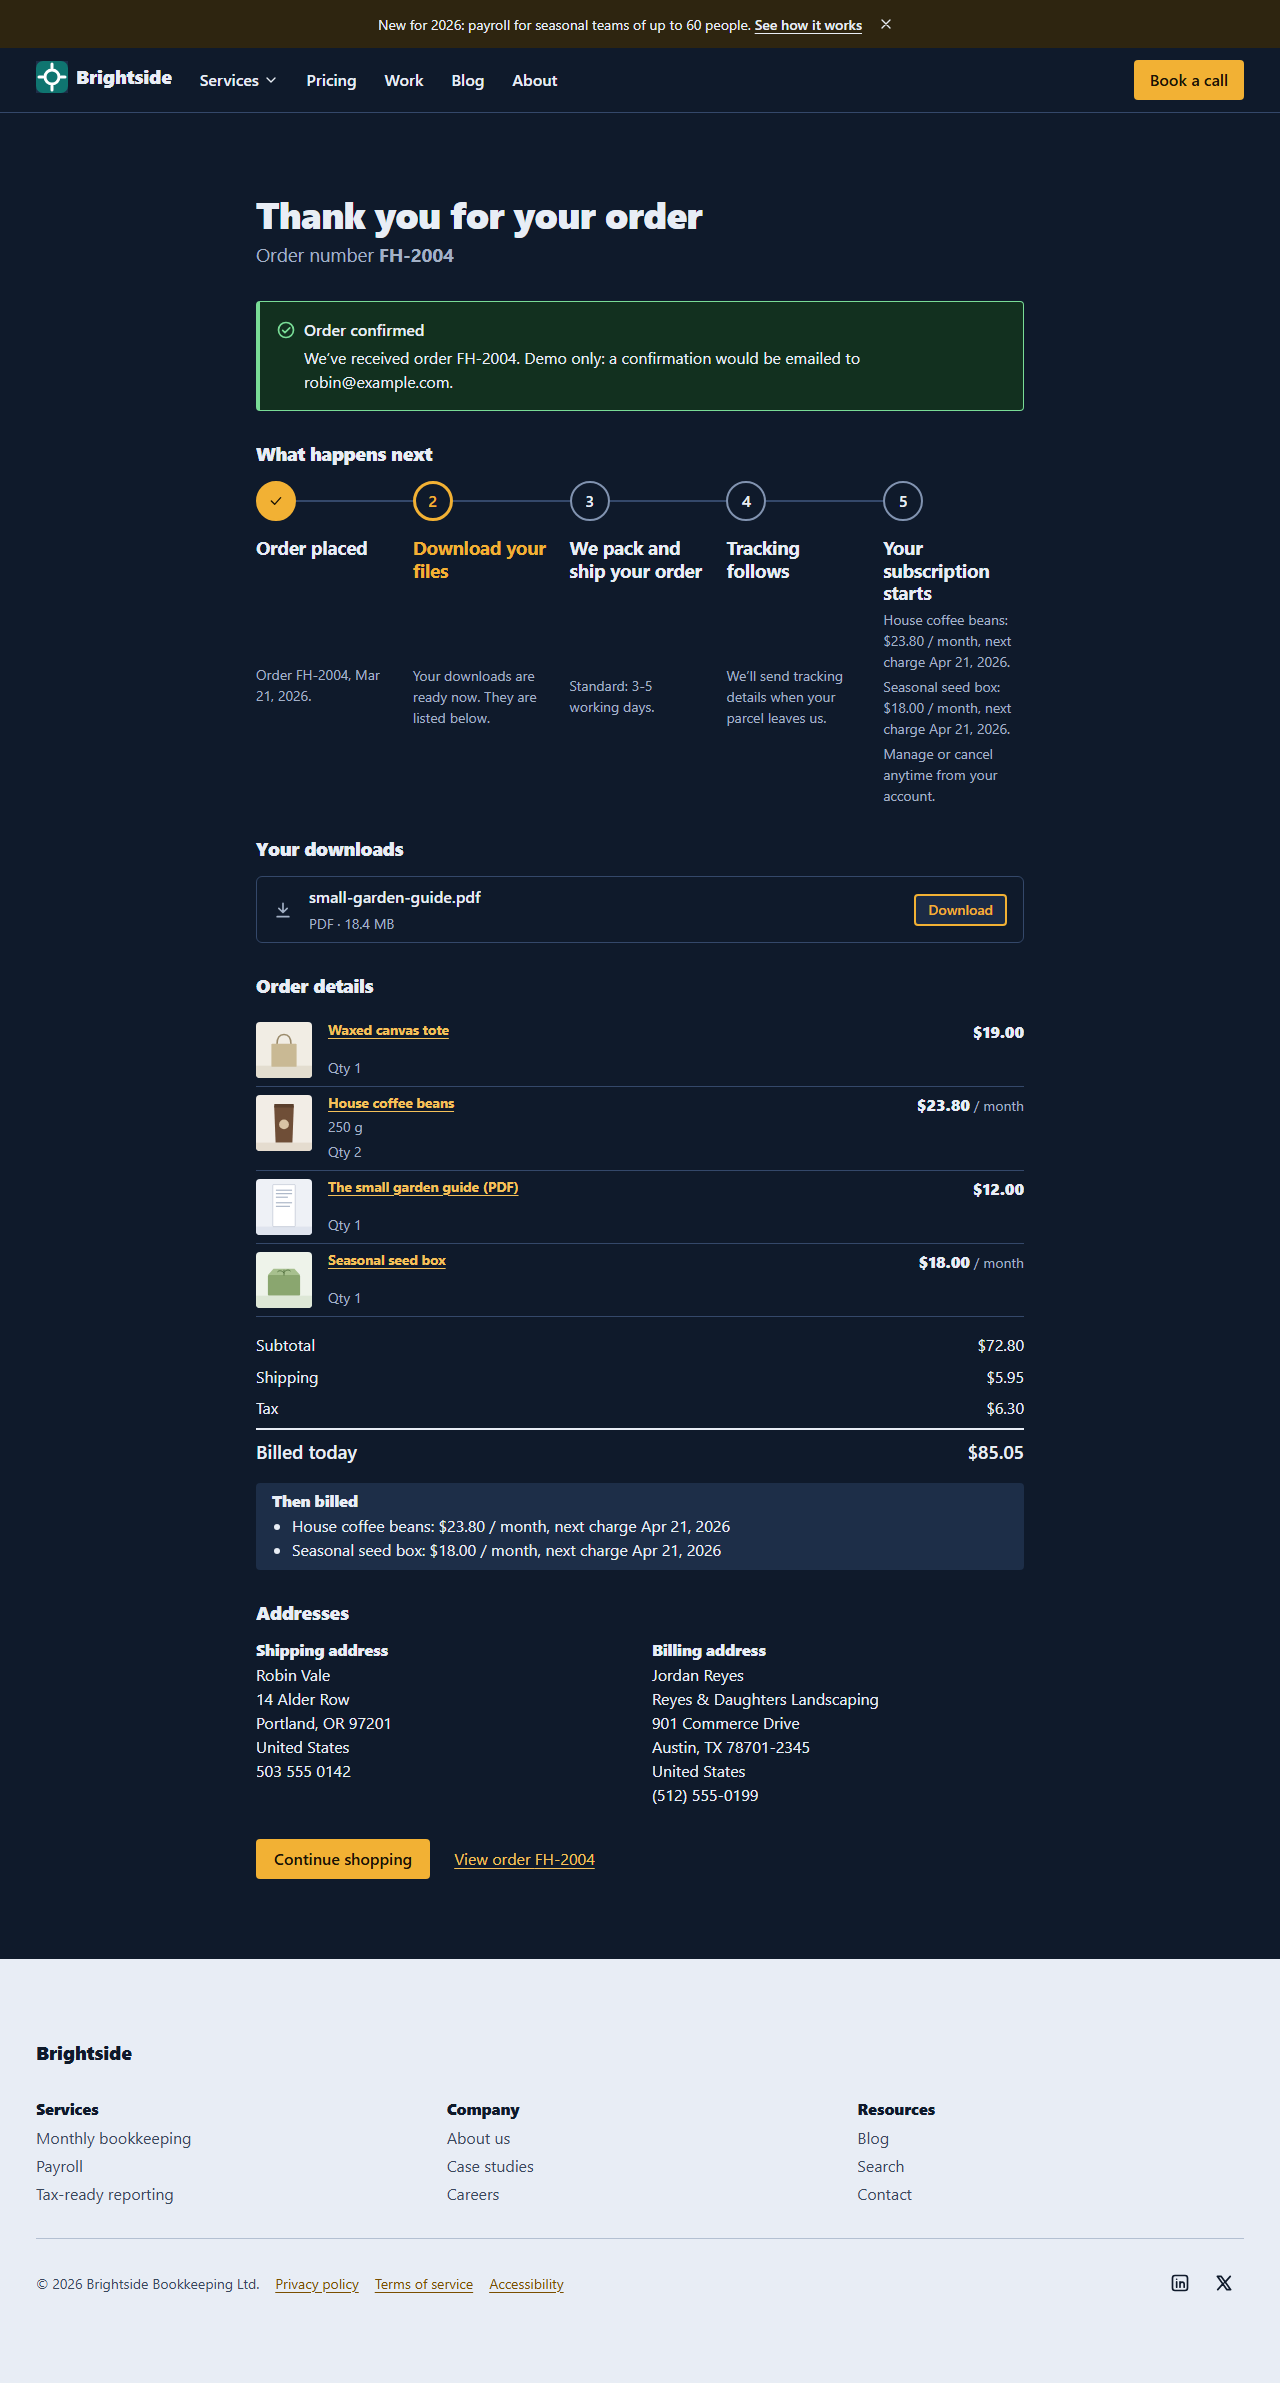 New for 2026: payroll for seasonal teams of up to 60 people. See how it works
Brightside
Services
Pricing
Work
Blog
About
Book a call
Thank you for your order
Order number FH-2004
Order confirmed
We’ve received order FH-2004. Demo only: a confirmation would be emailed to
robin@example.com.
What happens next
2
3
4
5
Order placed
Order FH-2004, Mar
21, 2026.
Download your
files
Your downloads are
ready now. They are
listed below.
We pack and
ship your order
Standard: 3-5
working days.
Tracking
follows
We’ll send tracking
details when your
parcel leaves us.
Your
subscription
starts
House coffee beans:
$23.80 / month, next
charge Apr 21, 2026.
Seasonal seed box:
$18.00 / month, next
charge Apr 21, 2026.
Manage or cancel
anytime from your
account.
Your downloads
small-garden-guide.pdf
PDF · 18.4 MB
Download
Order details
Waxed canvas tote
$19.00
Qty 1
House coffee beans
$23.80 / month
250 g
Qty 2
The small garden guide (PDF)
$12.00
Qty 1
Seasonal seed box
$18.00 / month
Qty 1
Subtotal
$72.80
Shipping
$5.95
Tax
$6.30
Billed today
$85.05
Then billed
House coffee beans: $23.80 / month, next charge Apr 21, 2026
Seasonal seed box: $18.00 / month, next charge Apr 21, 2026
Addresses
Shipping address
Robin Vale
14 Alder Row
Portland, OR 97201
United States
503 555 0142
Billing address
Jordan Reyes
Reyes & Daughters Landscaping
901 Commerce Drive
Austin, TX 78701-2345
United States
(512) 555-0199
Continue shopping
View order FH-2004
Brightside
Services
Monthly bookkeeping
Payroll
Tax-ready reporting
Company
About us
Case studies
Careers
Resources
Blog
Search
Contact
© 2026 Brightside Bookkeeping Ltd.
Privacy policy
Terms of service
Accessibility